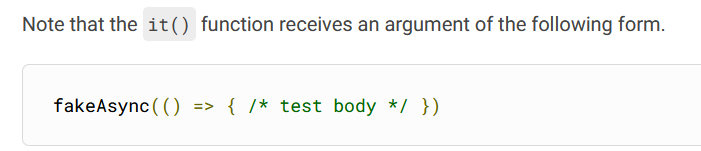 Note that the it() function receives an argument of the following form.
fakeAsync(() => { /* test body */ })